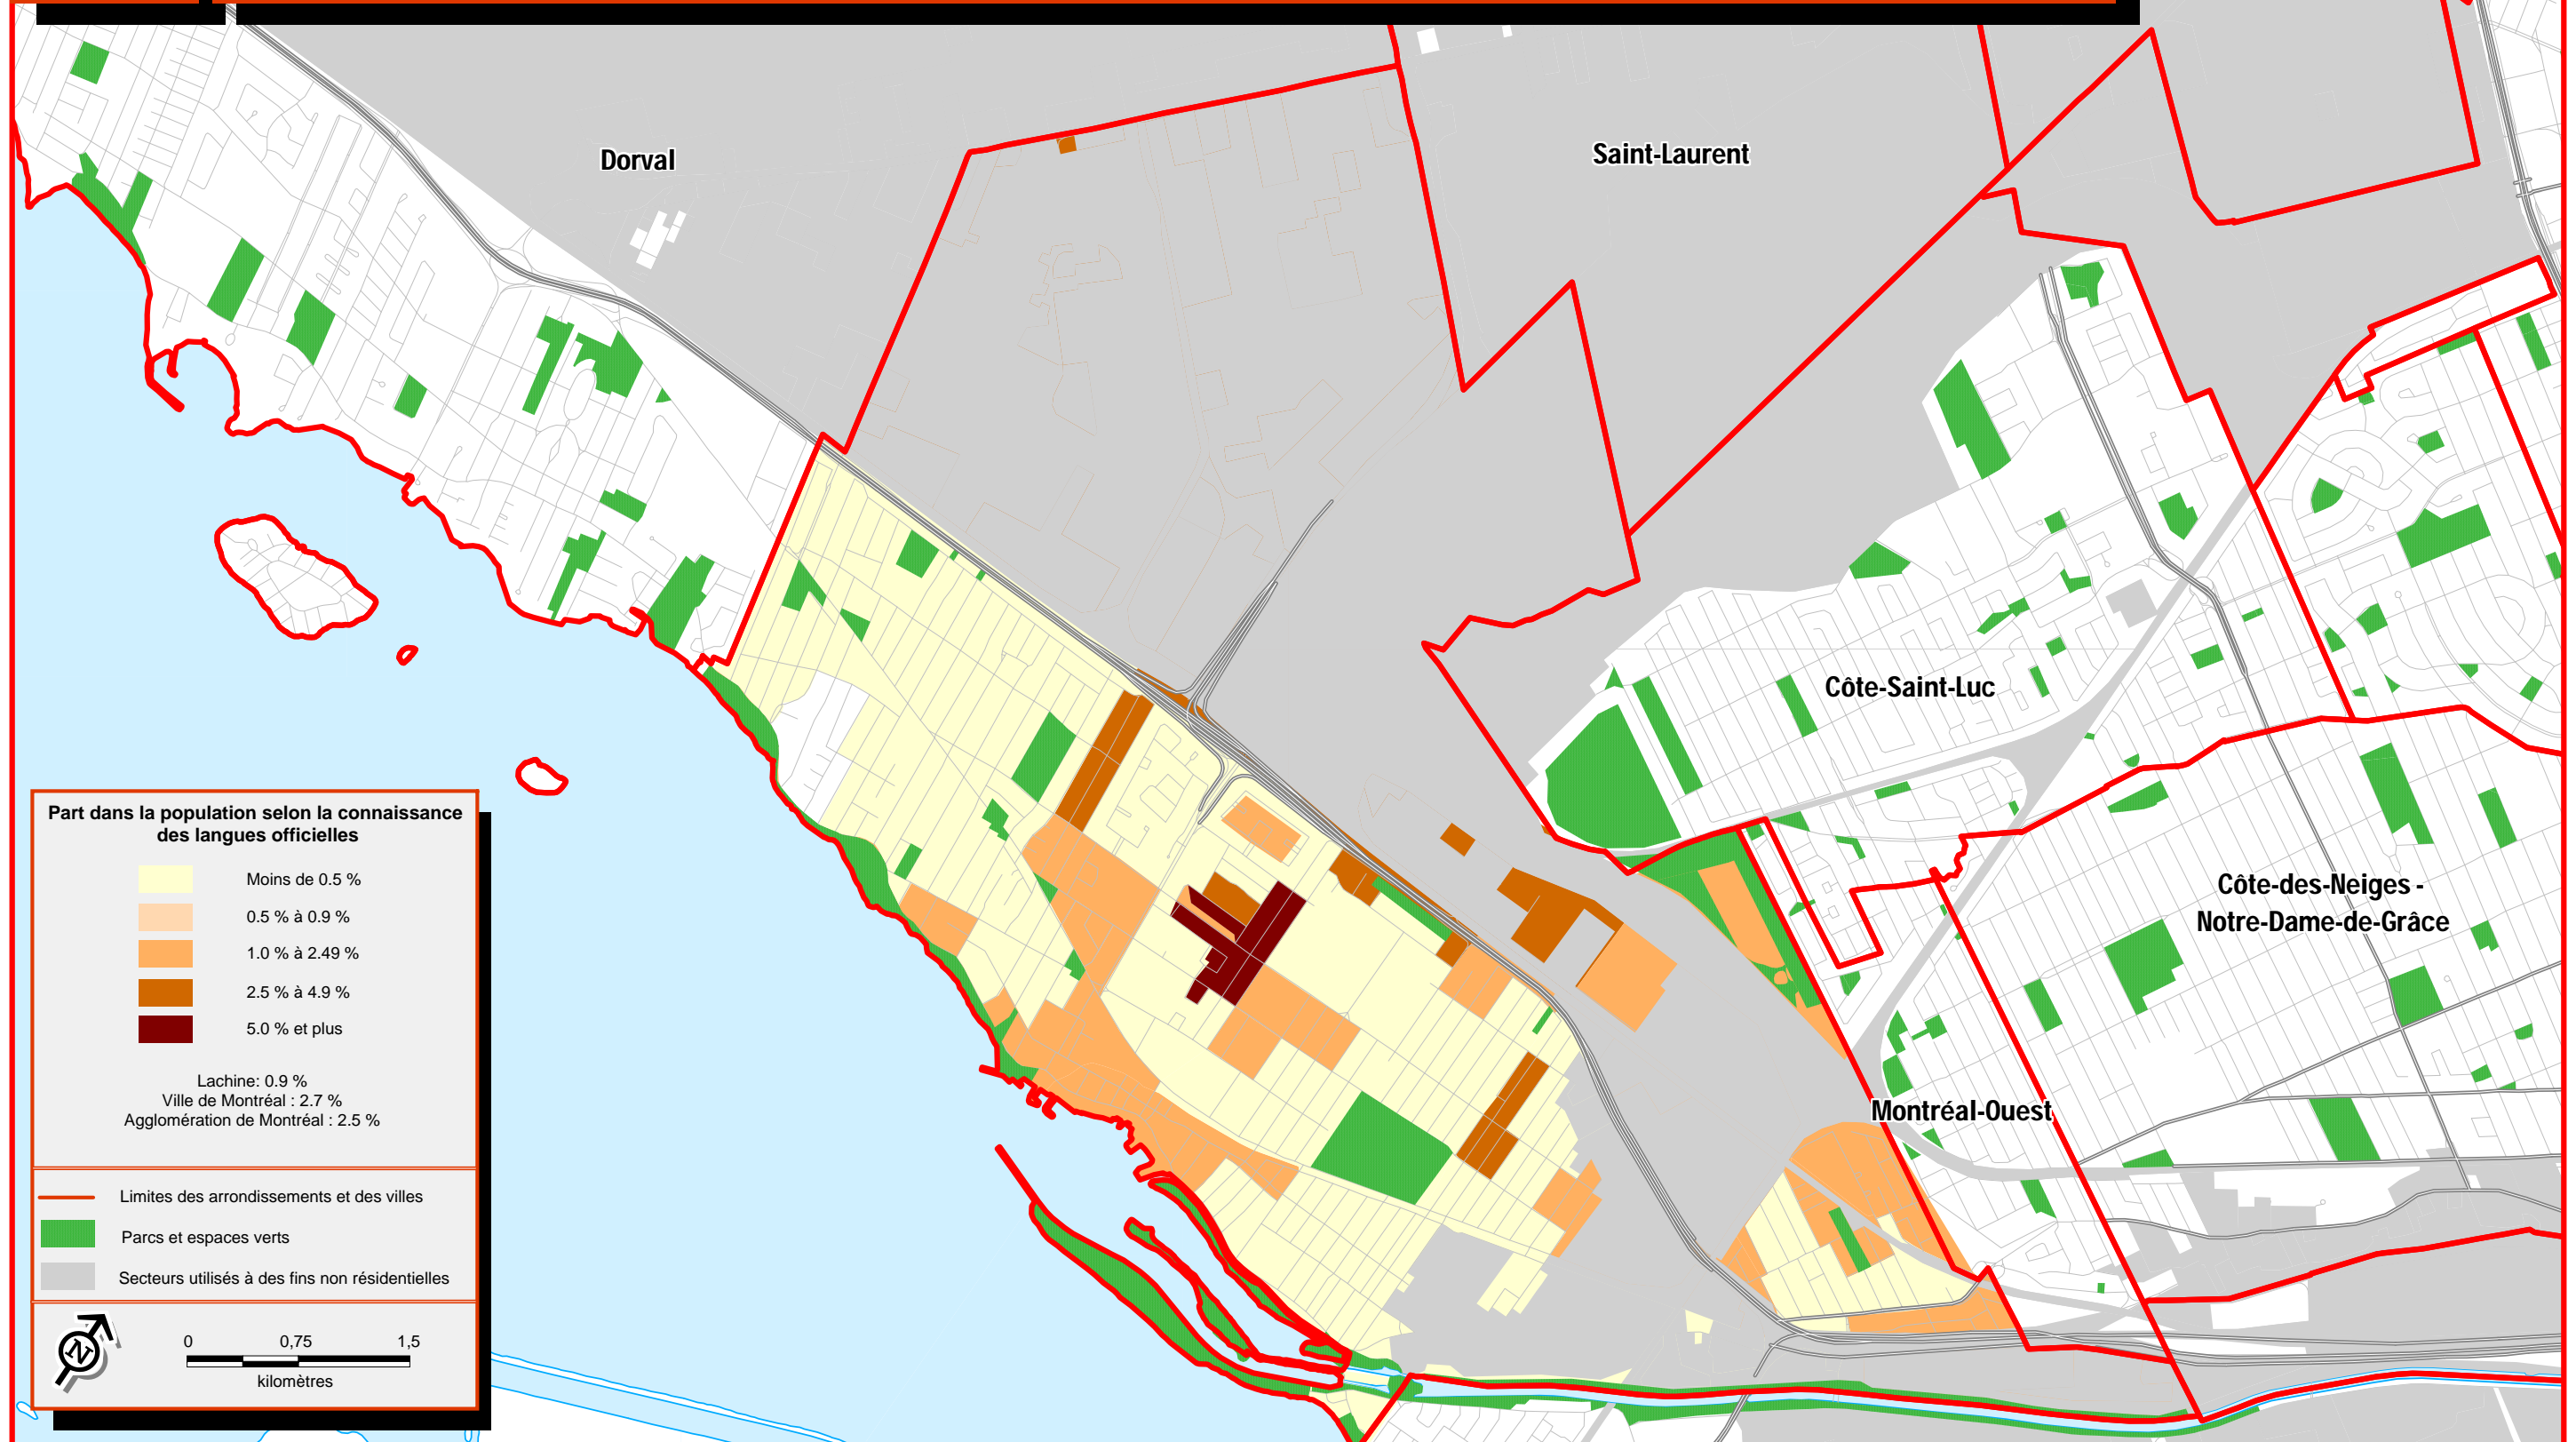 Dorval
Saint-Laurent
Côte-Saint-Luc
Côte-des-Neiges -
Notre-Dame-de-Grâce
Montréal-Ouest
Part dans la population selon la connaissance
des langues officielles
Moins de 0.5 %
0.5 % à 0.9 %
1.0 % à 2.49 %
2.5 % à 4.9 %
5.0 % et plus
Lachine: 0.9 %
Ville de Montréal : 2.7 %
Agglomération de Montréal : 2.5 %
Limites des arrondissements et des villes
Parcs et espaces verts
Secteurs utilisés à des fins non résidentielles
N
0 0,75 1,5
kilomètres